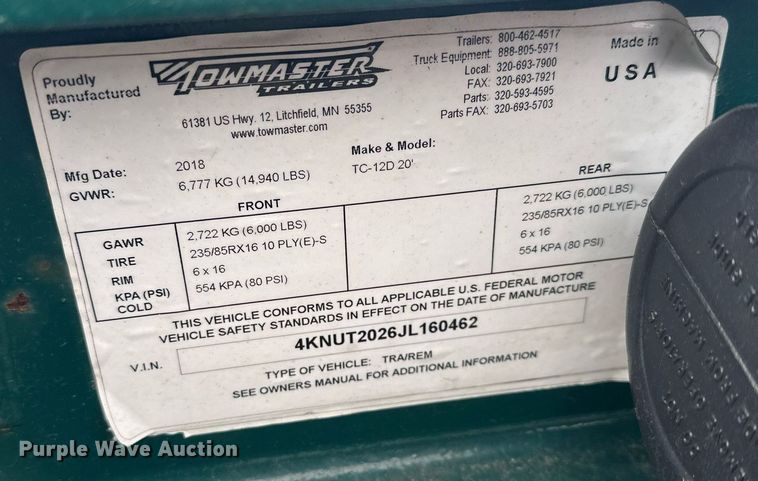 Proudly
Manufactured
By:
TOWMASTER
TRAILERS
61381 US Hwy. 12, Litchfield, MN 55355
www.towmaster.com
Trailers: 800-462-4517
Truck Equipment: 888-805-5971
Local: 320-693-7900
FAX: 320-693-7921
Parts: 320-593-4595
Parts FAX: 320-693-5703
Made in
USA
Mfg Date: 2018
GVWR: 6,777 KG (14,940 LBS)
Make & Model:
TC-12D 20'
FRONT
REAR
GAWR 2,722 KG (6,000 LBS) 2,722 KG (6,000 LBS)
TIRE 235/85RX16 10 PLY(E)-S 235/85RX16 10 PLY(E)-S
RIM 6 x 16 6 x 16
KPA (PSI) 554 KPA (80 PSI) 554 KPA (80 PSI)
COLD
THIS VEHICLE CONFORMS TO ALL APPLICABLE U.S. FEDERAL MOTOR
VEHICLE SAFETY STANDARDS IN EFFECT ON THE DATE OF MANUFACTURE
V.I.N. 4KNUT2026JL160462
TYPE OF VEHICLE: TRA/REM
SEE OWNERS MANUAL FOR ADDITIONAL INFORMATION
Purple Wave Auction